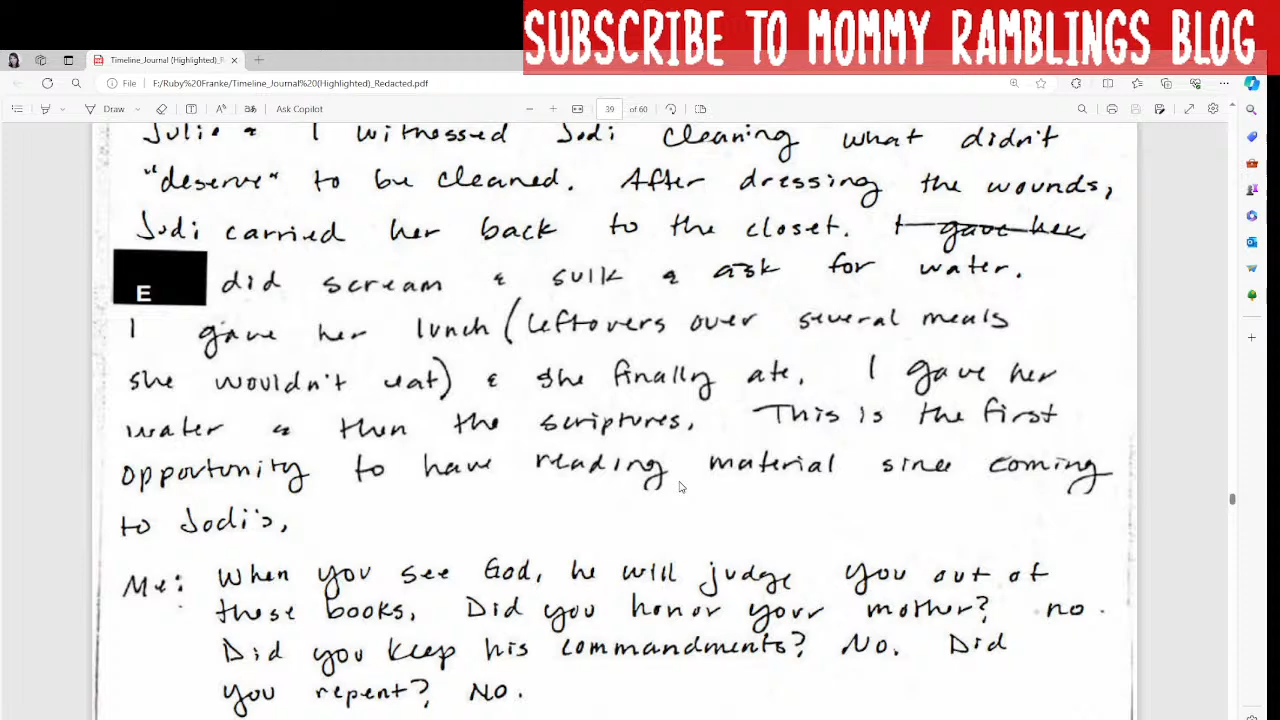 SUBSCRIBE TO MOMMY RAMBLINGS BLOG
Timeline_Journal (Highlighted)_R
File F:/Ruby%20Franke/Timeline_Journal%20(Highlighted)_Redacted.pdf
Draw Ask Copilot 39 of 60
Julie & I witnessed Jodi cleaning what didn't
"deserve" to be cleaned. After dressing the wounds,
Jodi carried her back to the closet. I gave her
E did scream & sulk & ask for water.
I gave her lunch (leftovers over several meals
she wouldn't eat) & she finally ate. I gave her
water & then the scriptures. This is the first
opportunity to have reading material since coming
to Jodi's.
Me: When you see God, he will judge you out of
these books. Did you honor your mother? no.
Did you keep his commandments? No. Did
you repent? No.